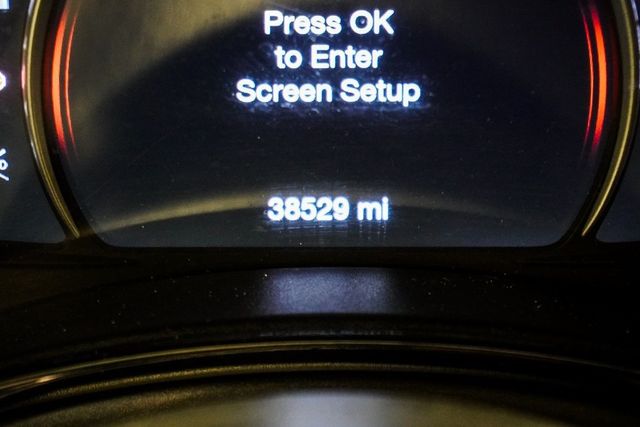 Press OK
to Enter
Screen Setup
%
38529 mi